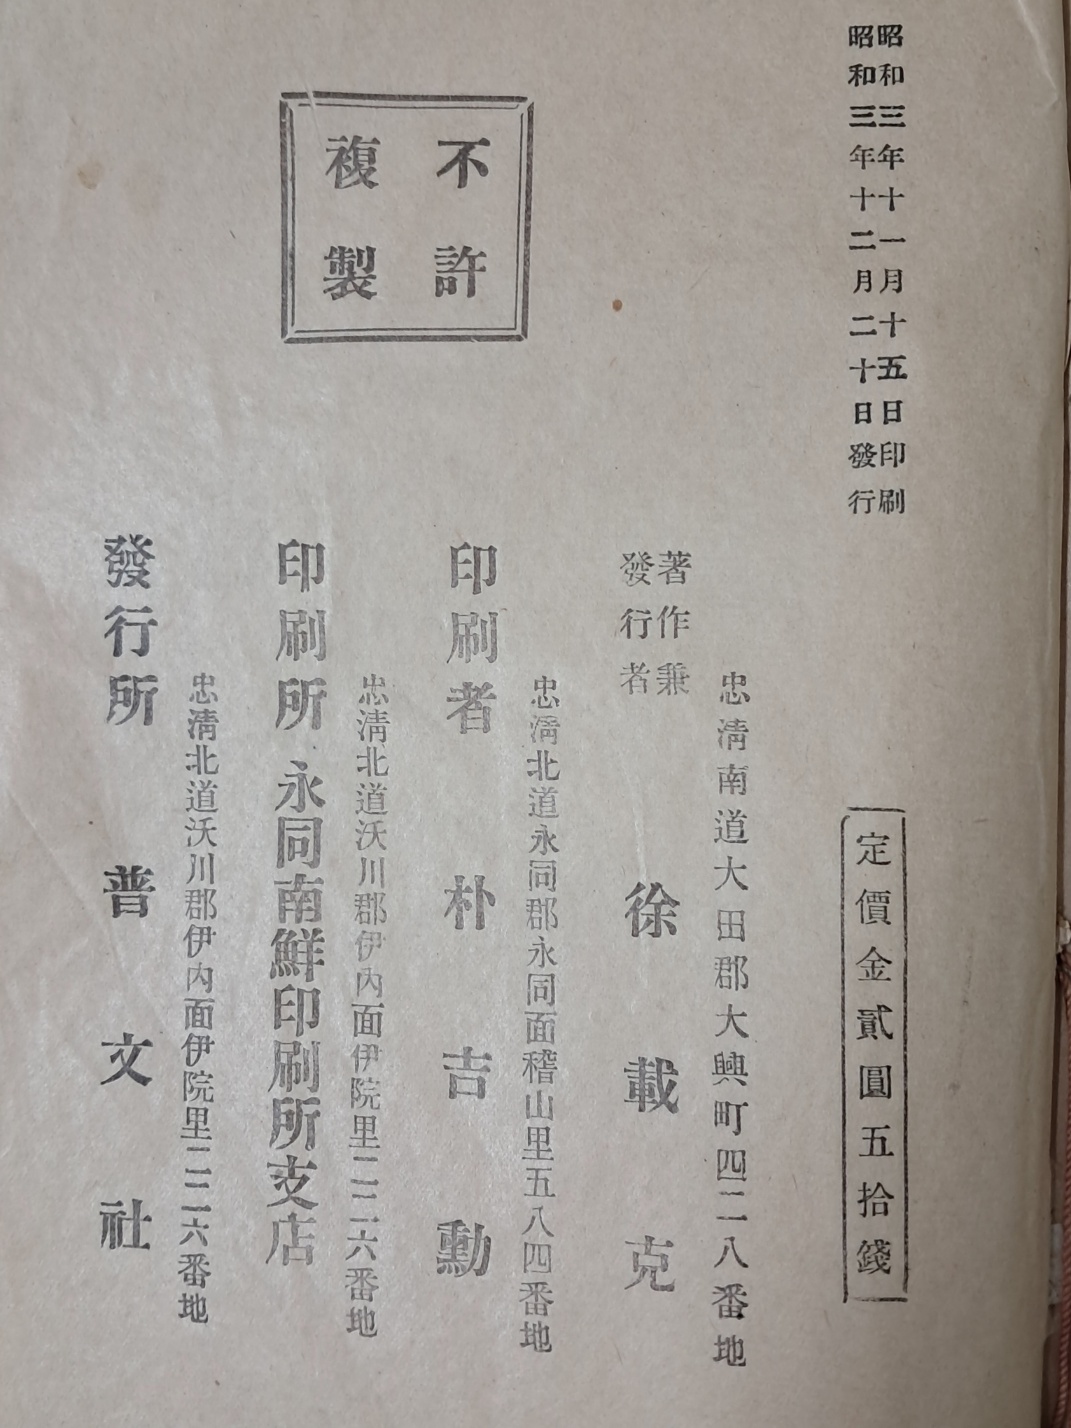 昭和三年十一月十五日印刷
昭和三年十二月二十日發行
定價金貳圓五拾錢
不許
複製
忠淸南道大田郡大興町四二八番地
著作兼
發行者
徐載克
忠淸北道永同郡永同面稽山里五八四番地
印刷者 朴吉勳
忠淸北道沃川郡伊內面伊院里二二六番地
印刷所 永同南鮮印刷所支店
忠淸北道沃川郡伊內面伊院里二二六番地
發行所 普文社